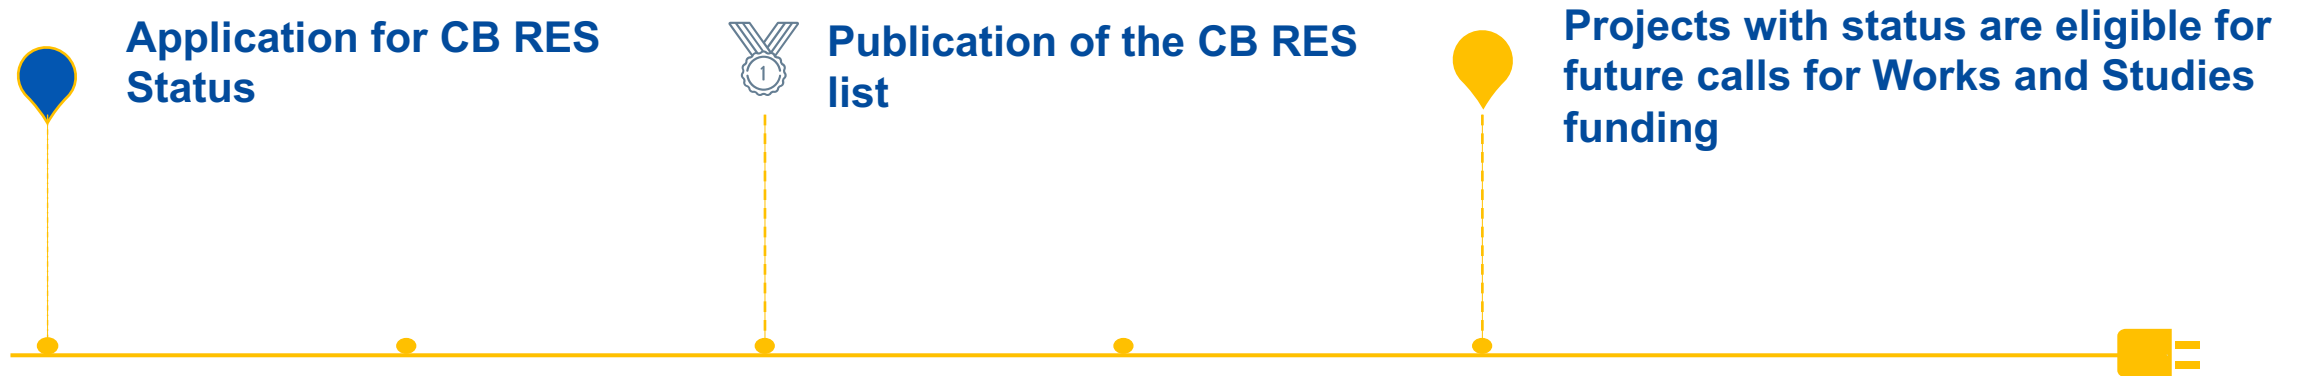 Application for CB RES
Status
1
Publication of the CB RES
list
Projects with status are eligible for
future calls for Works and Studies
funding